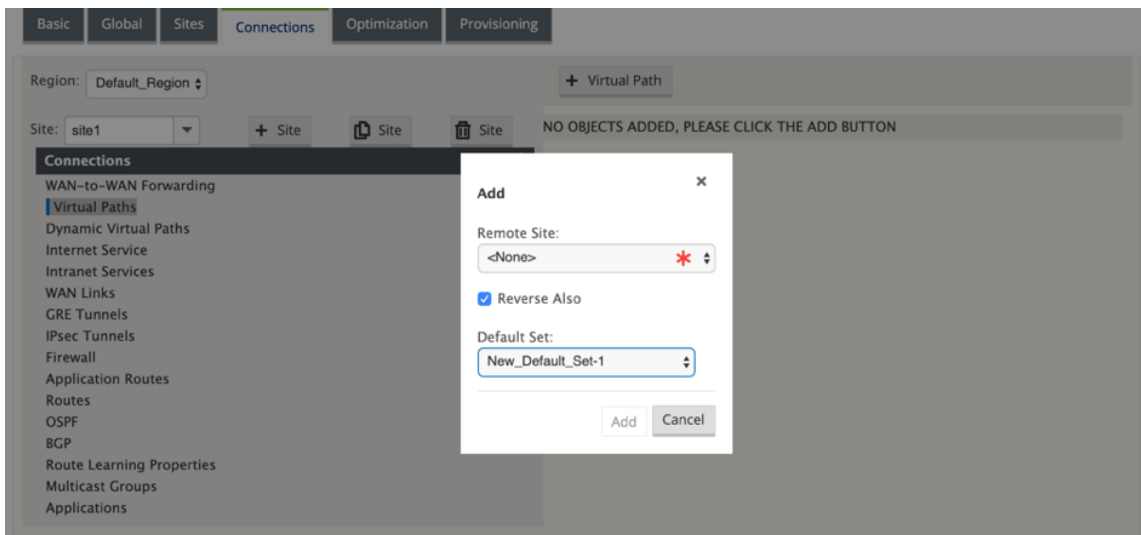 Basic Global Sites Connections Optimization Provisioning
Region: Default_Region
+ Virtual Path
Site: site1 + Site Site Site
NO OBJECTS ADDED, PLEASE CLICK THE ADD BUTTON
Connections
WAN-to-WAN Forwarding
Virtual Paths
Dynamic Virtual Paths
Internet Service
Intranet Services
WAN Links
GRE Tunnels
IPsec Tunnels
Firewall
Application Routes
Routes
OSPF
BGP
Route Learning Properties
Multicast Groups
Applications
Add ×
Remote Site:
<None> *
Reverse Also
Default Set:
New_Default_Set-1
Add Cancel